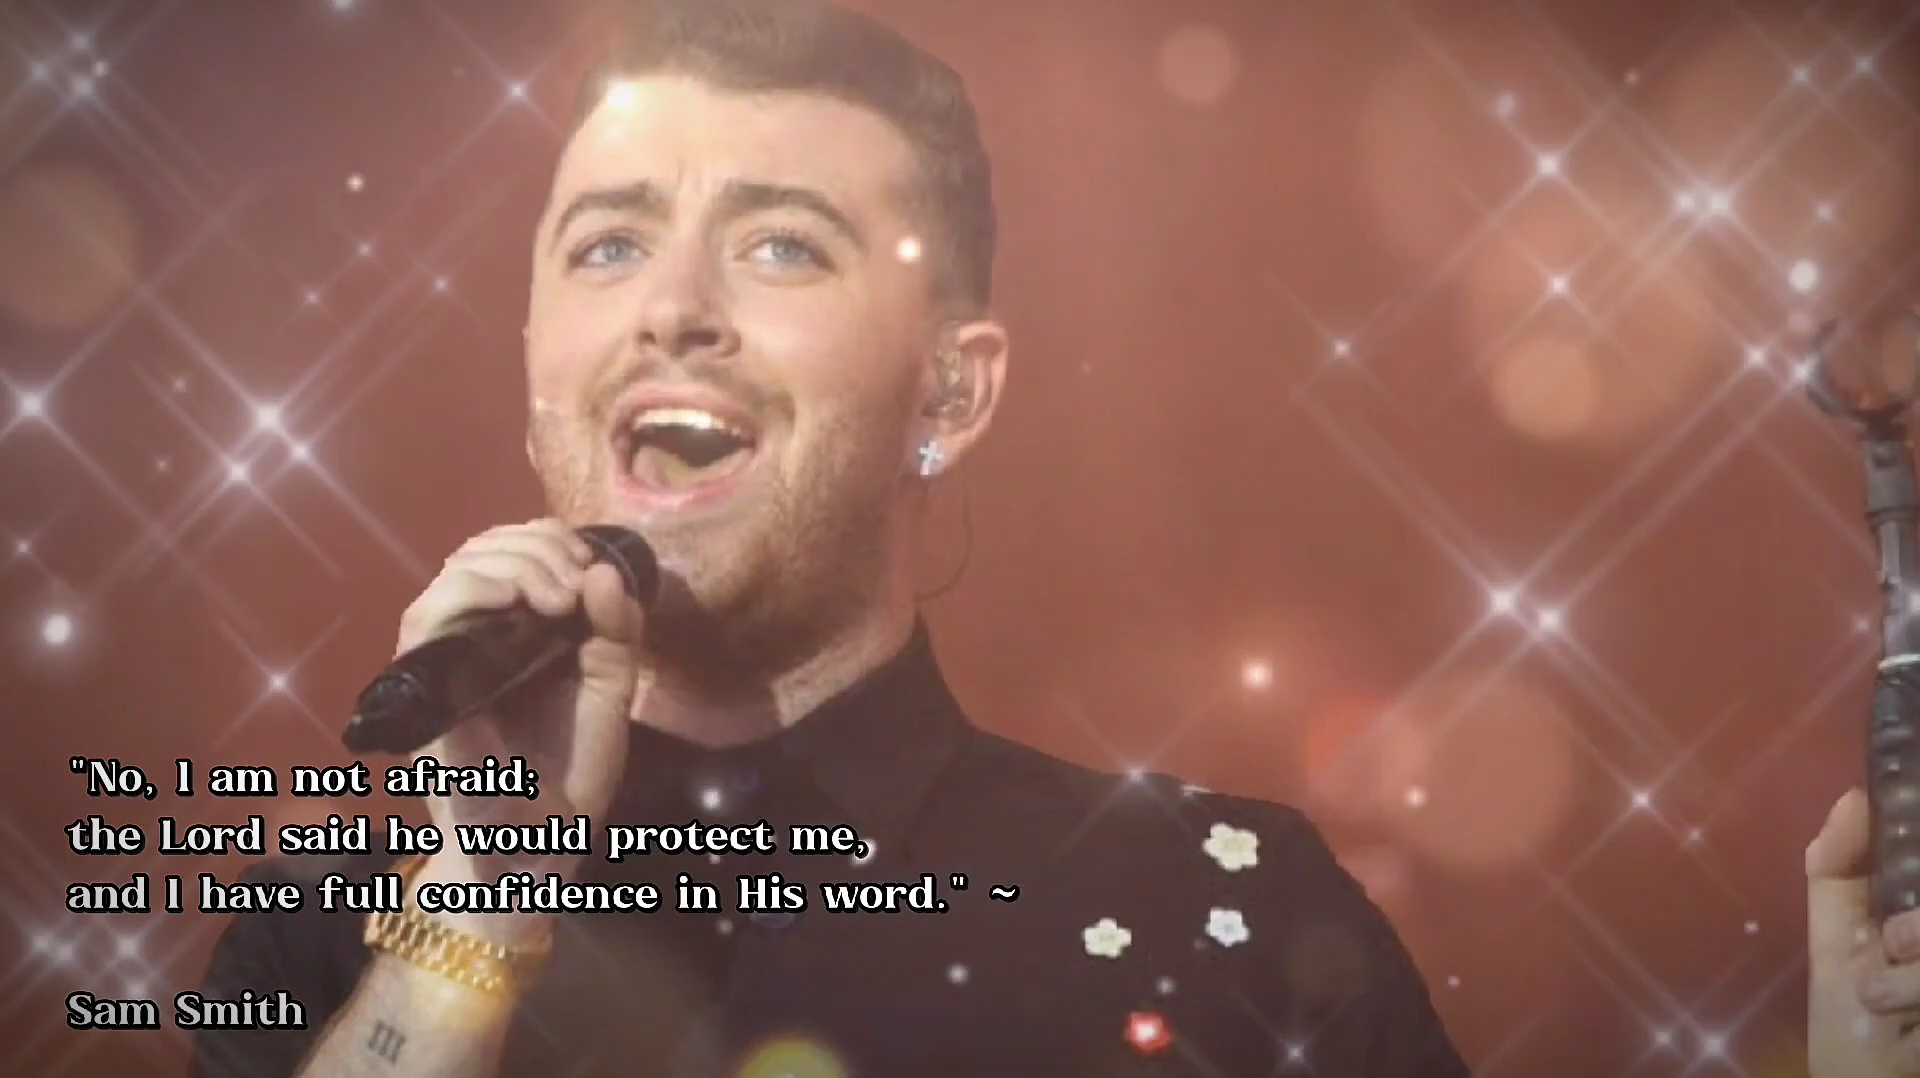 "No, I am not afraid;
the Lord said he would protect me,
and I have full confidence in His word." ~
Sam Smith
III